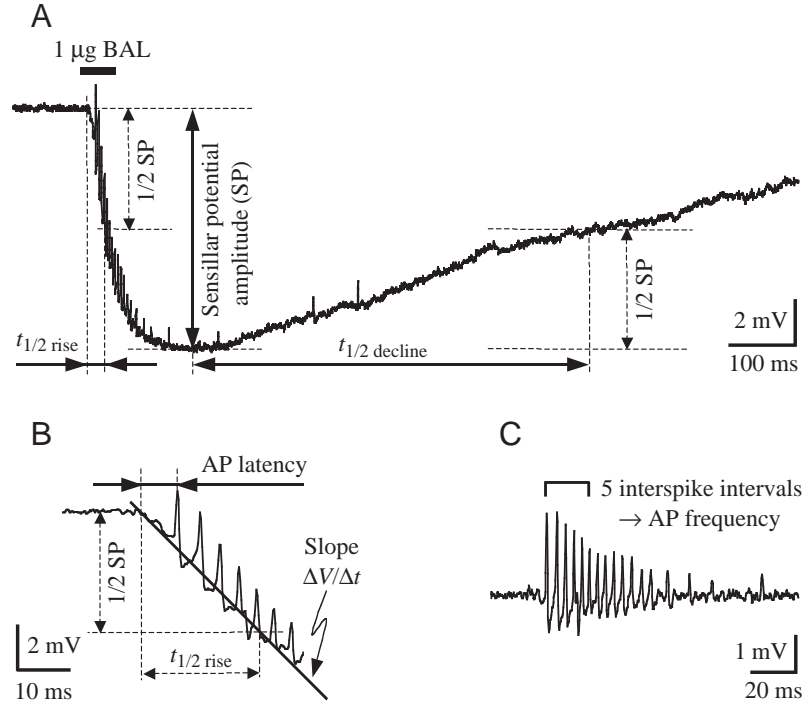 A
1 μg BAL
1/2 SP
Sensillar potential
amplitude (SP)
1/2 SP
2 mV
100 ms
t1/2 rise
t1/2 decline
B
AP latency
1/2 SP
Slope
ΔV/Δt
2 mV
10 ms
t1/2 rise
C
5 interspike intervals
→ AP frequency
1 mV
20 ms